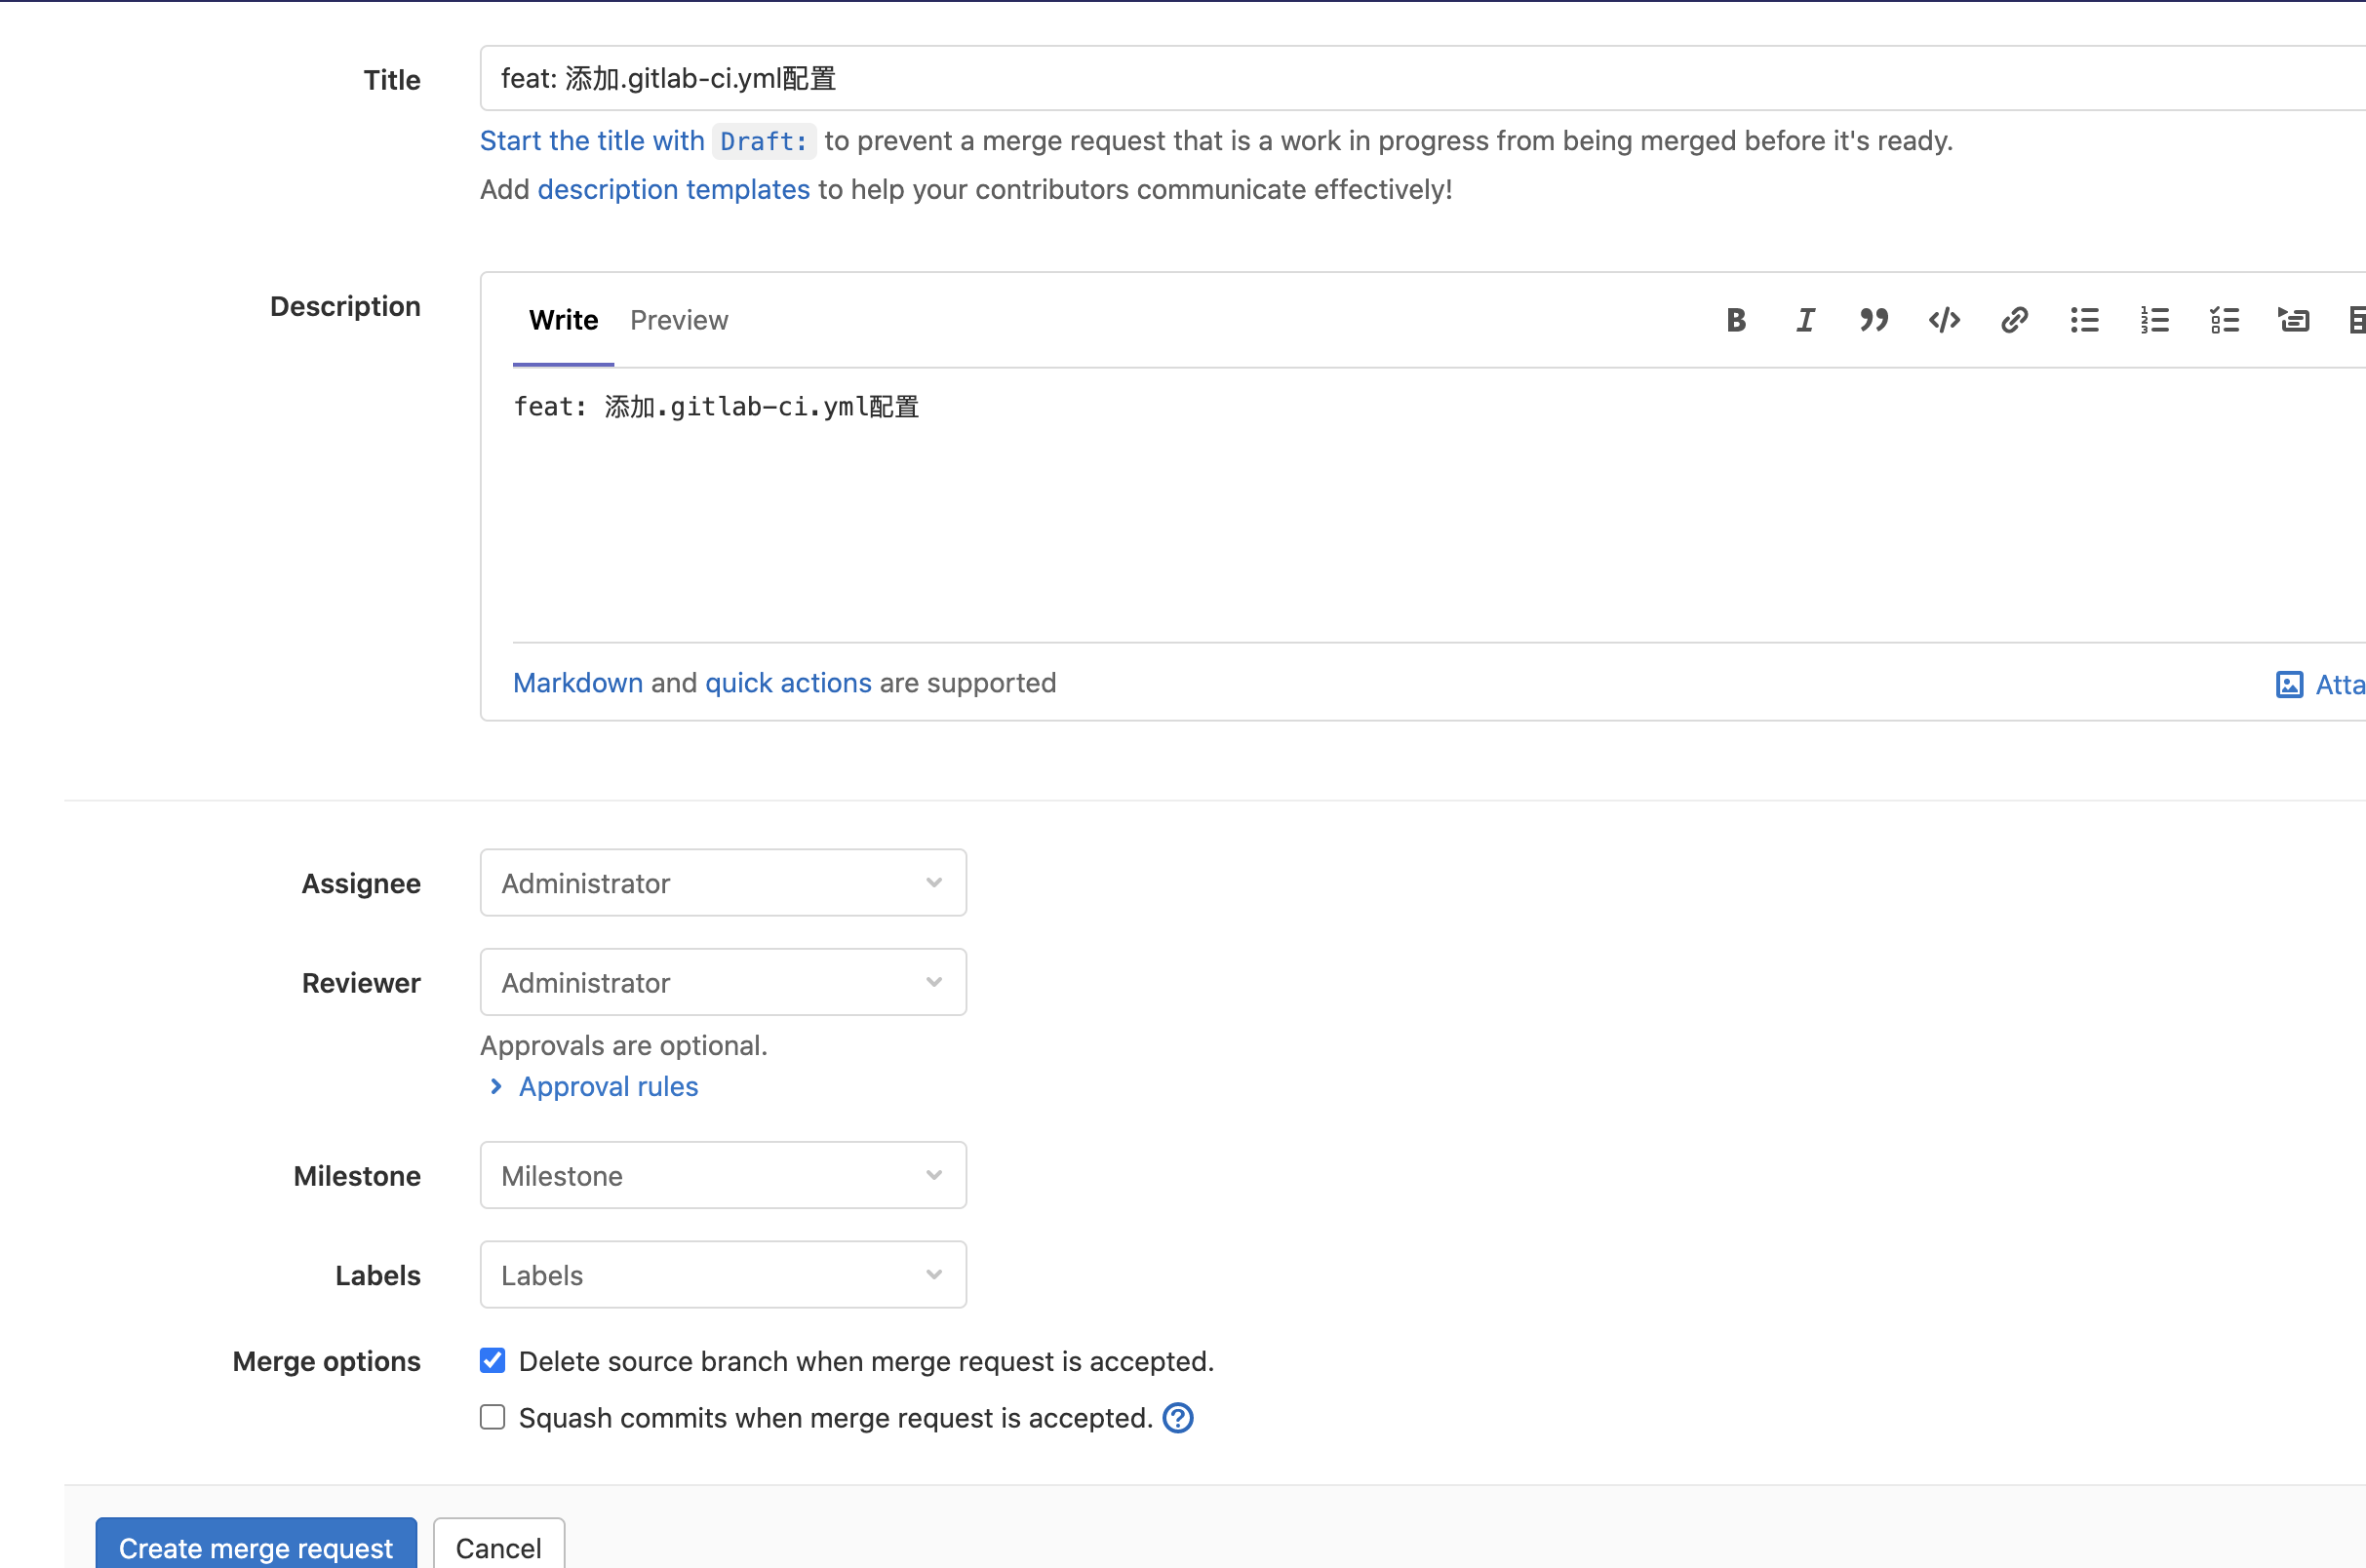 Title
feat: 添加.gitlab-ci.yml配置
Start the title with Draft: to prevent a merge request that is a work in progress from being merged before it's ready.
Add description templates to help your contributors communicate effectively!
Description
Write Preview
feat: 添加.gitlab-ci.yml配置
Markdown and quick actions are supported
Atta
Assignee
Administrator
Reviewer
Administrator
Approvals are optional.
Approval rules
Milestone
Milestone
Labels
Labels
Merge options
Delete source branch when merge request is accepted.
Squash commits when merge request is accepted.
Create merge request
Cancel